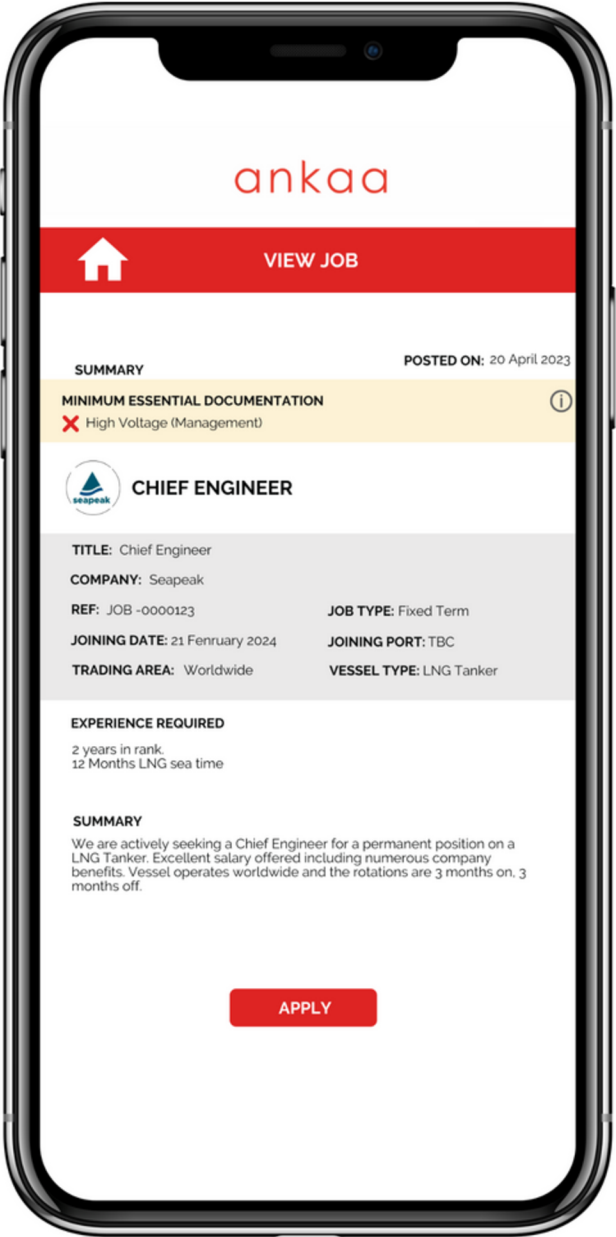 ankaa
VIEW JOB
POSTED ON: 20 April 2023
SUMMARY
MINIMUM ESSENTIAL DOCUMENTATION
High Voltage (Management)
seapeak
CHIEF ENGINEER
TITLE: Chief Engineer
COMPANY: Seapeak
REF: JOB -0000123
JOB TYPE: Fixed Term
JOINING DATE: 21 Fenruary 2024
JOINING PORT: TBC
TRADING AREA: Worldwide
VESSEL TYPE: LNG Tanker
EXPERIENCE REQUIRED
2 years in rank.
12 Months LNG sea time
SUMMARY
We are actively seeking a Chief Engineer for a permanent position on a
LNG Tanker. Excellent salary offered including numerous company
benefits. Vessel operates worldwide and the rotations are 3 months on, 3
months off.
APPLY